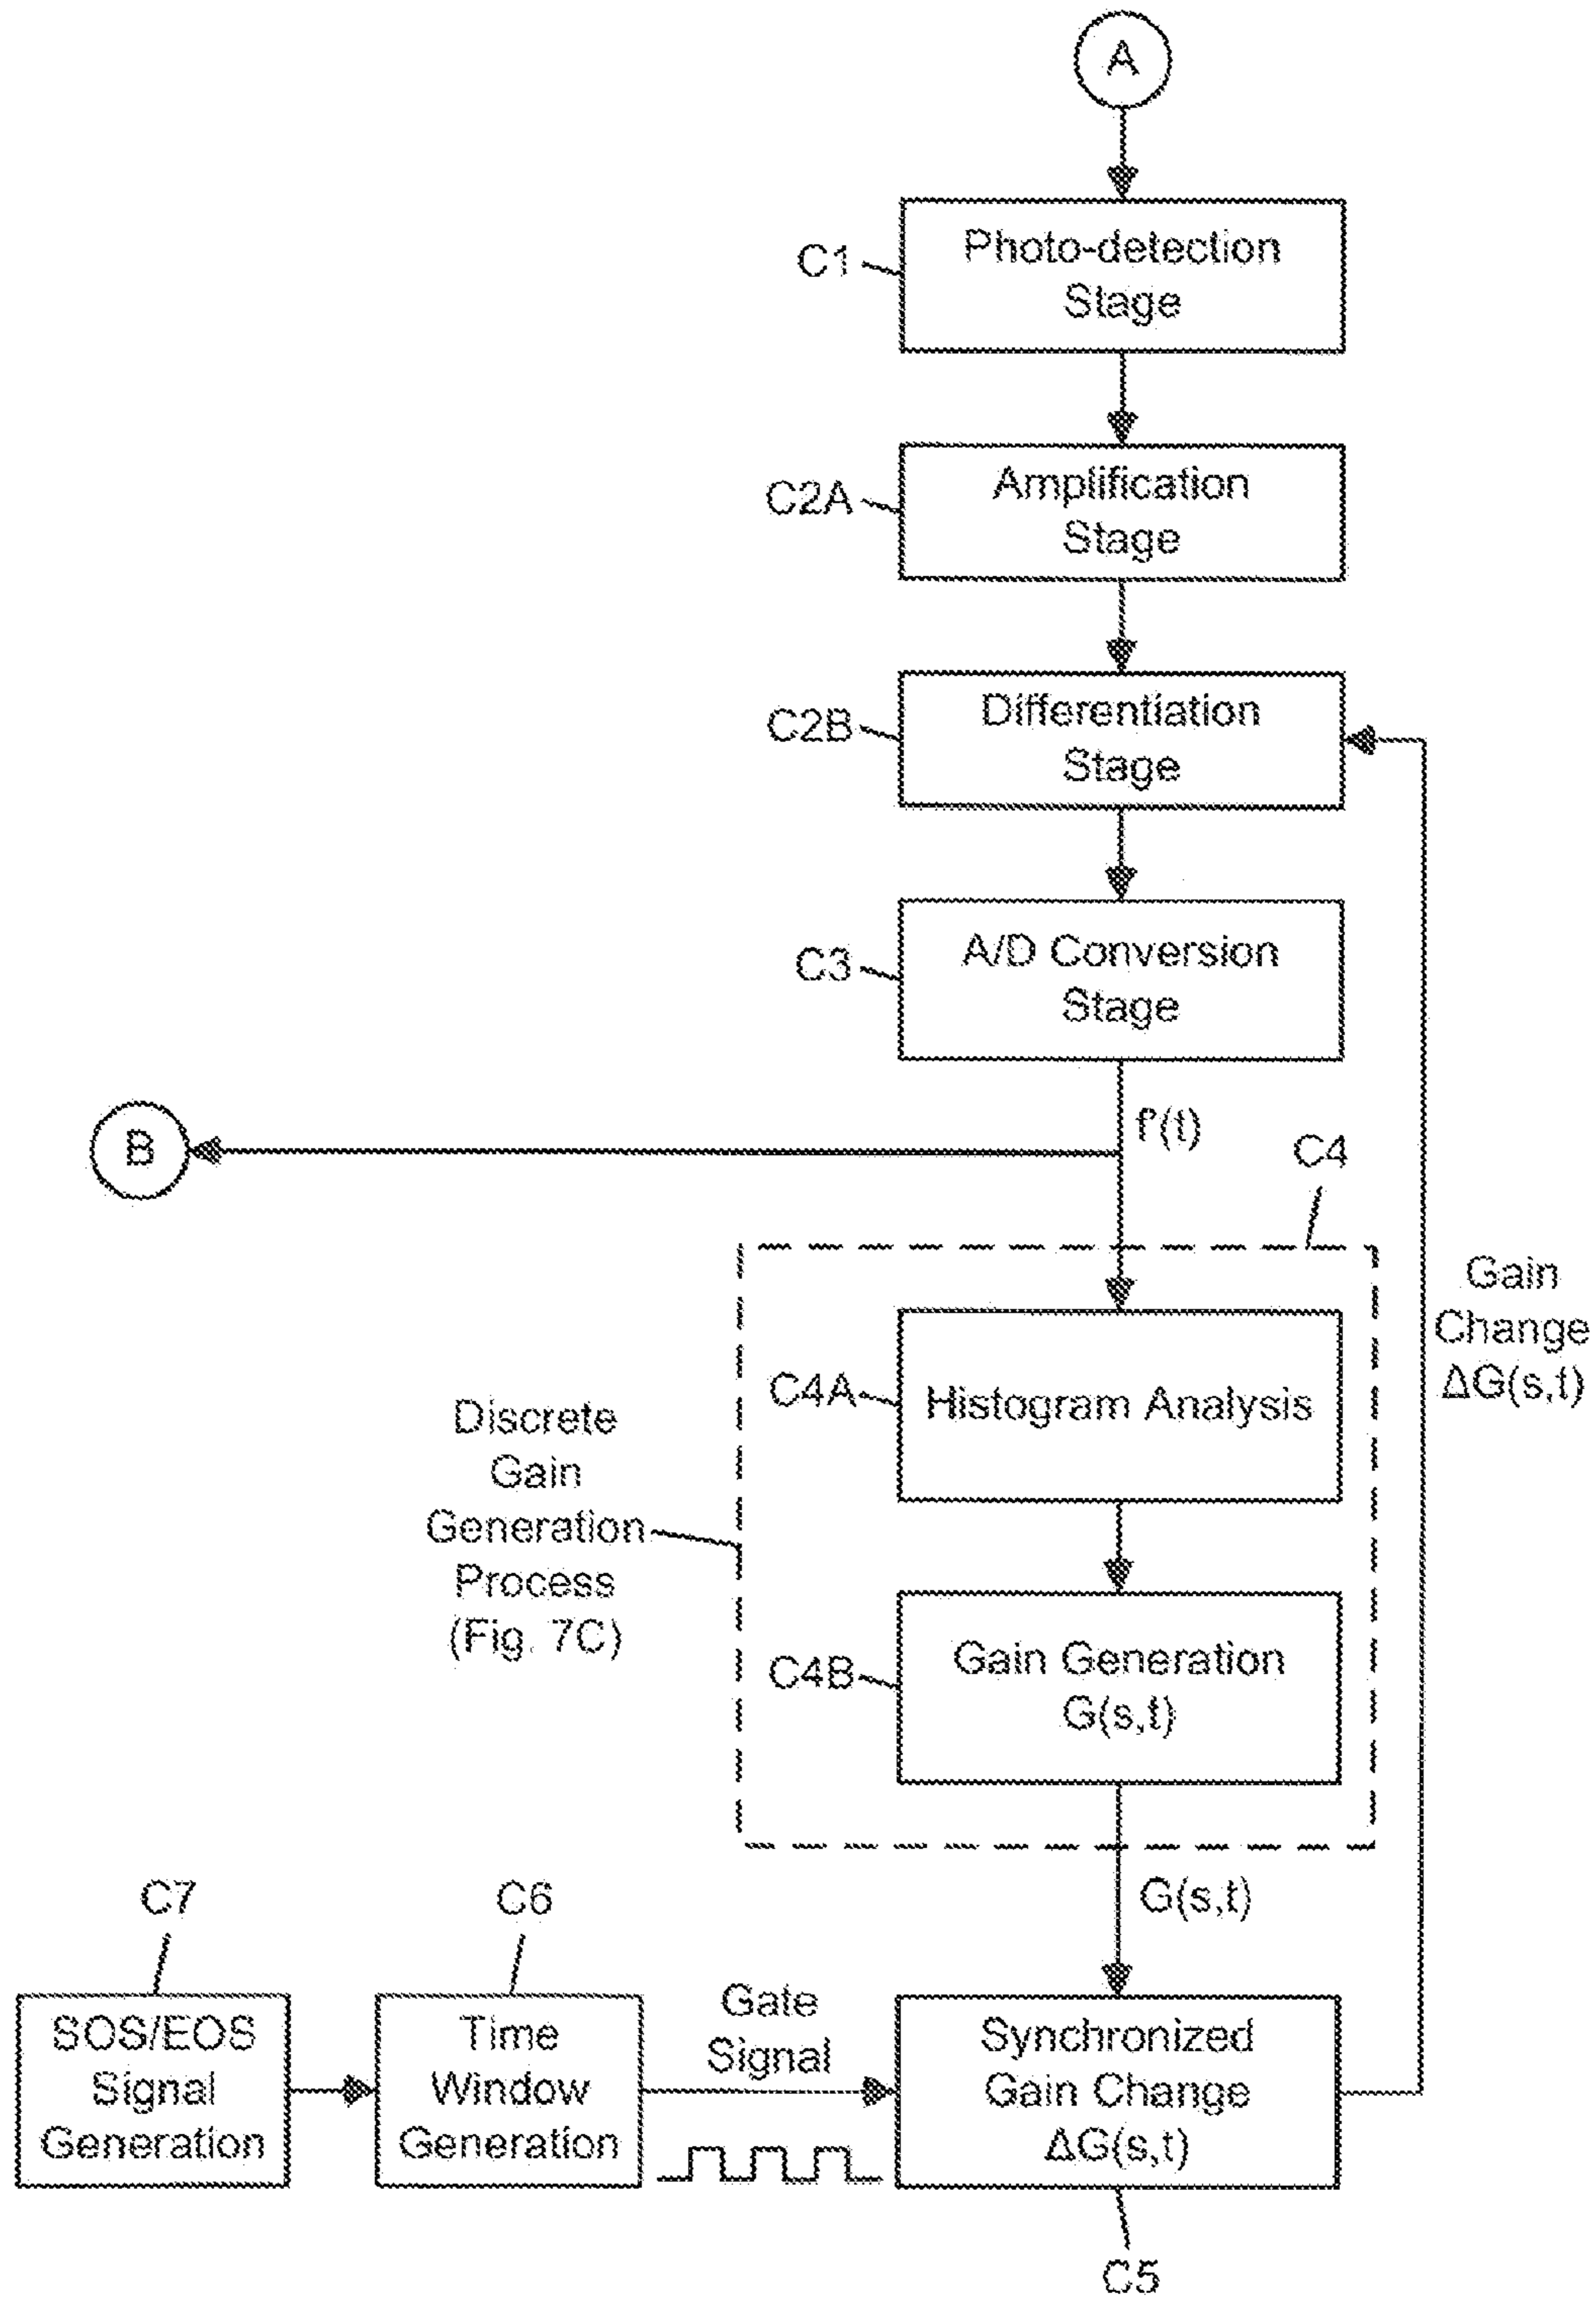 A
C1
Photo-detection
Stage
C2A
Amplification
Stage
C2B
Differentiation
Stage
C3
A/D Conversion
Stage
B
f'(t)
C4
Gain
Change
ΔG(s,t)
C4A
Histogram Analysis
Discrete
Gain
Generation
Process
(Fig. 7C)
C4B
Gain Generation
G(s,t)
G(s,t)
C7
SOS/EOS
Signal
Generation
C6
Time
Window
Generation
Gate
Signal
Synchronized
Gain Change
ΔG(s,t)
C5